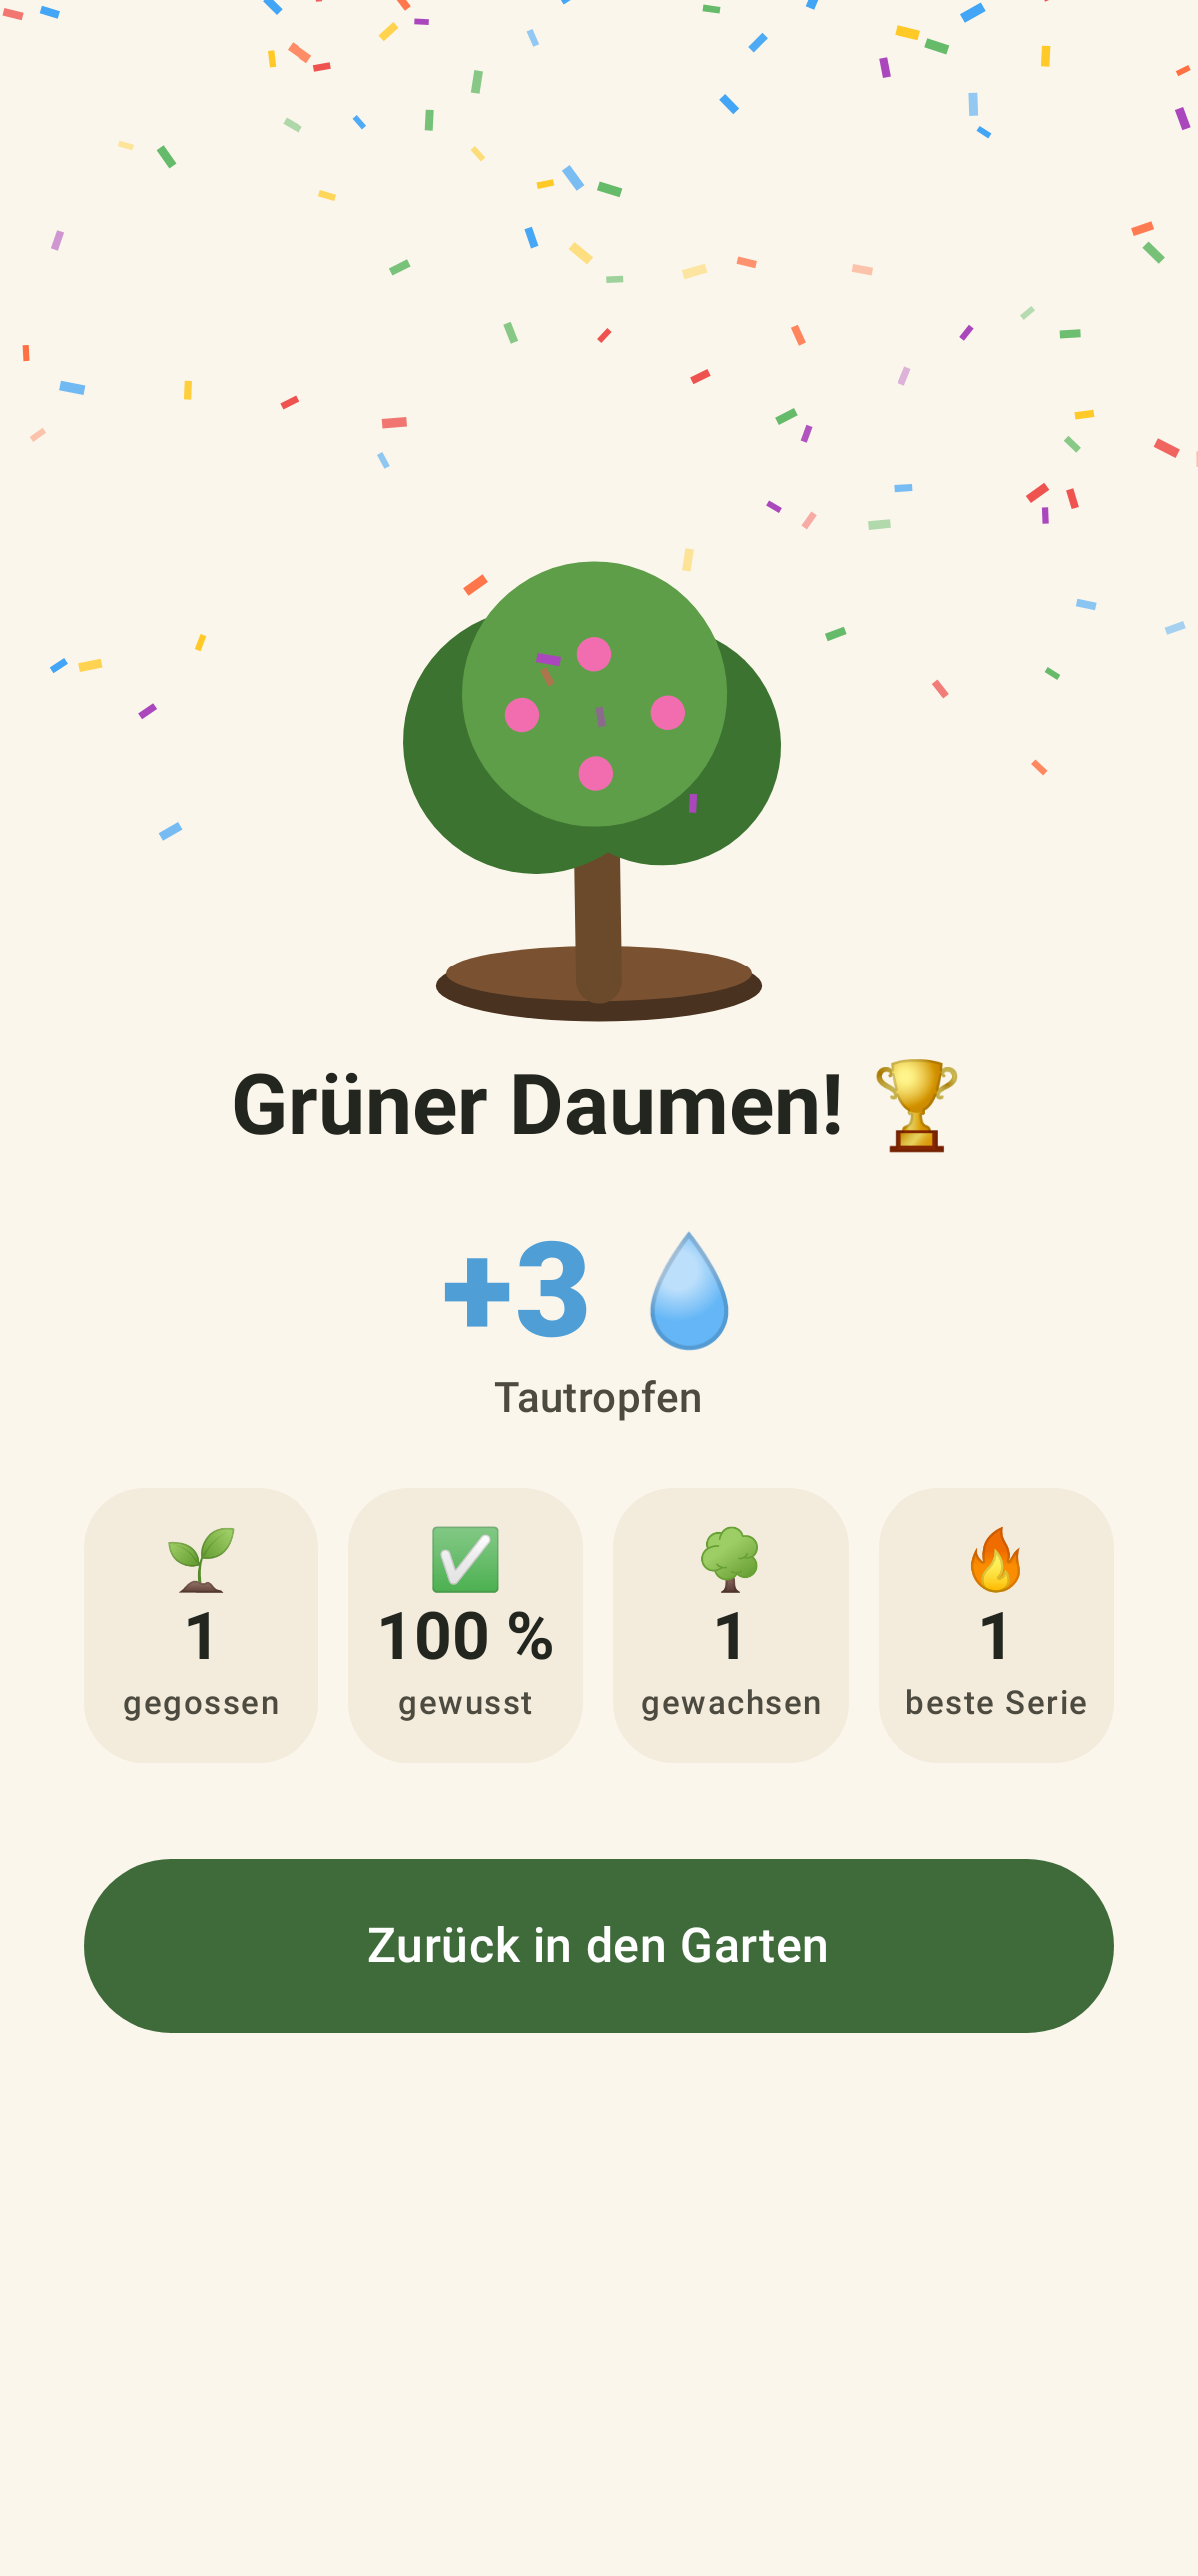 Grüner Daumen! 🏆
+3 💧
Tautropfen
🌱 ✅ 🌳 🔥
1 100 % 1 1
gegossen gewusst gewachsen beste Serie
Zurück in den Garten